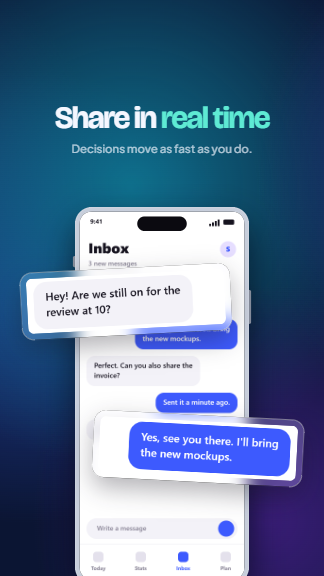 Share in real time
Decisions move as fast as you do.
9:41
Inbox
S
3 new messages
Hey! Are we still on for the
review at 10?
the new mockups.
Perfect. Can you also share the
invoice?
Sent it a minute ago.
Yes, see you there. I'll bring
the new mockups.
Write a message
Today
Stats
Inbox
Plan